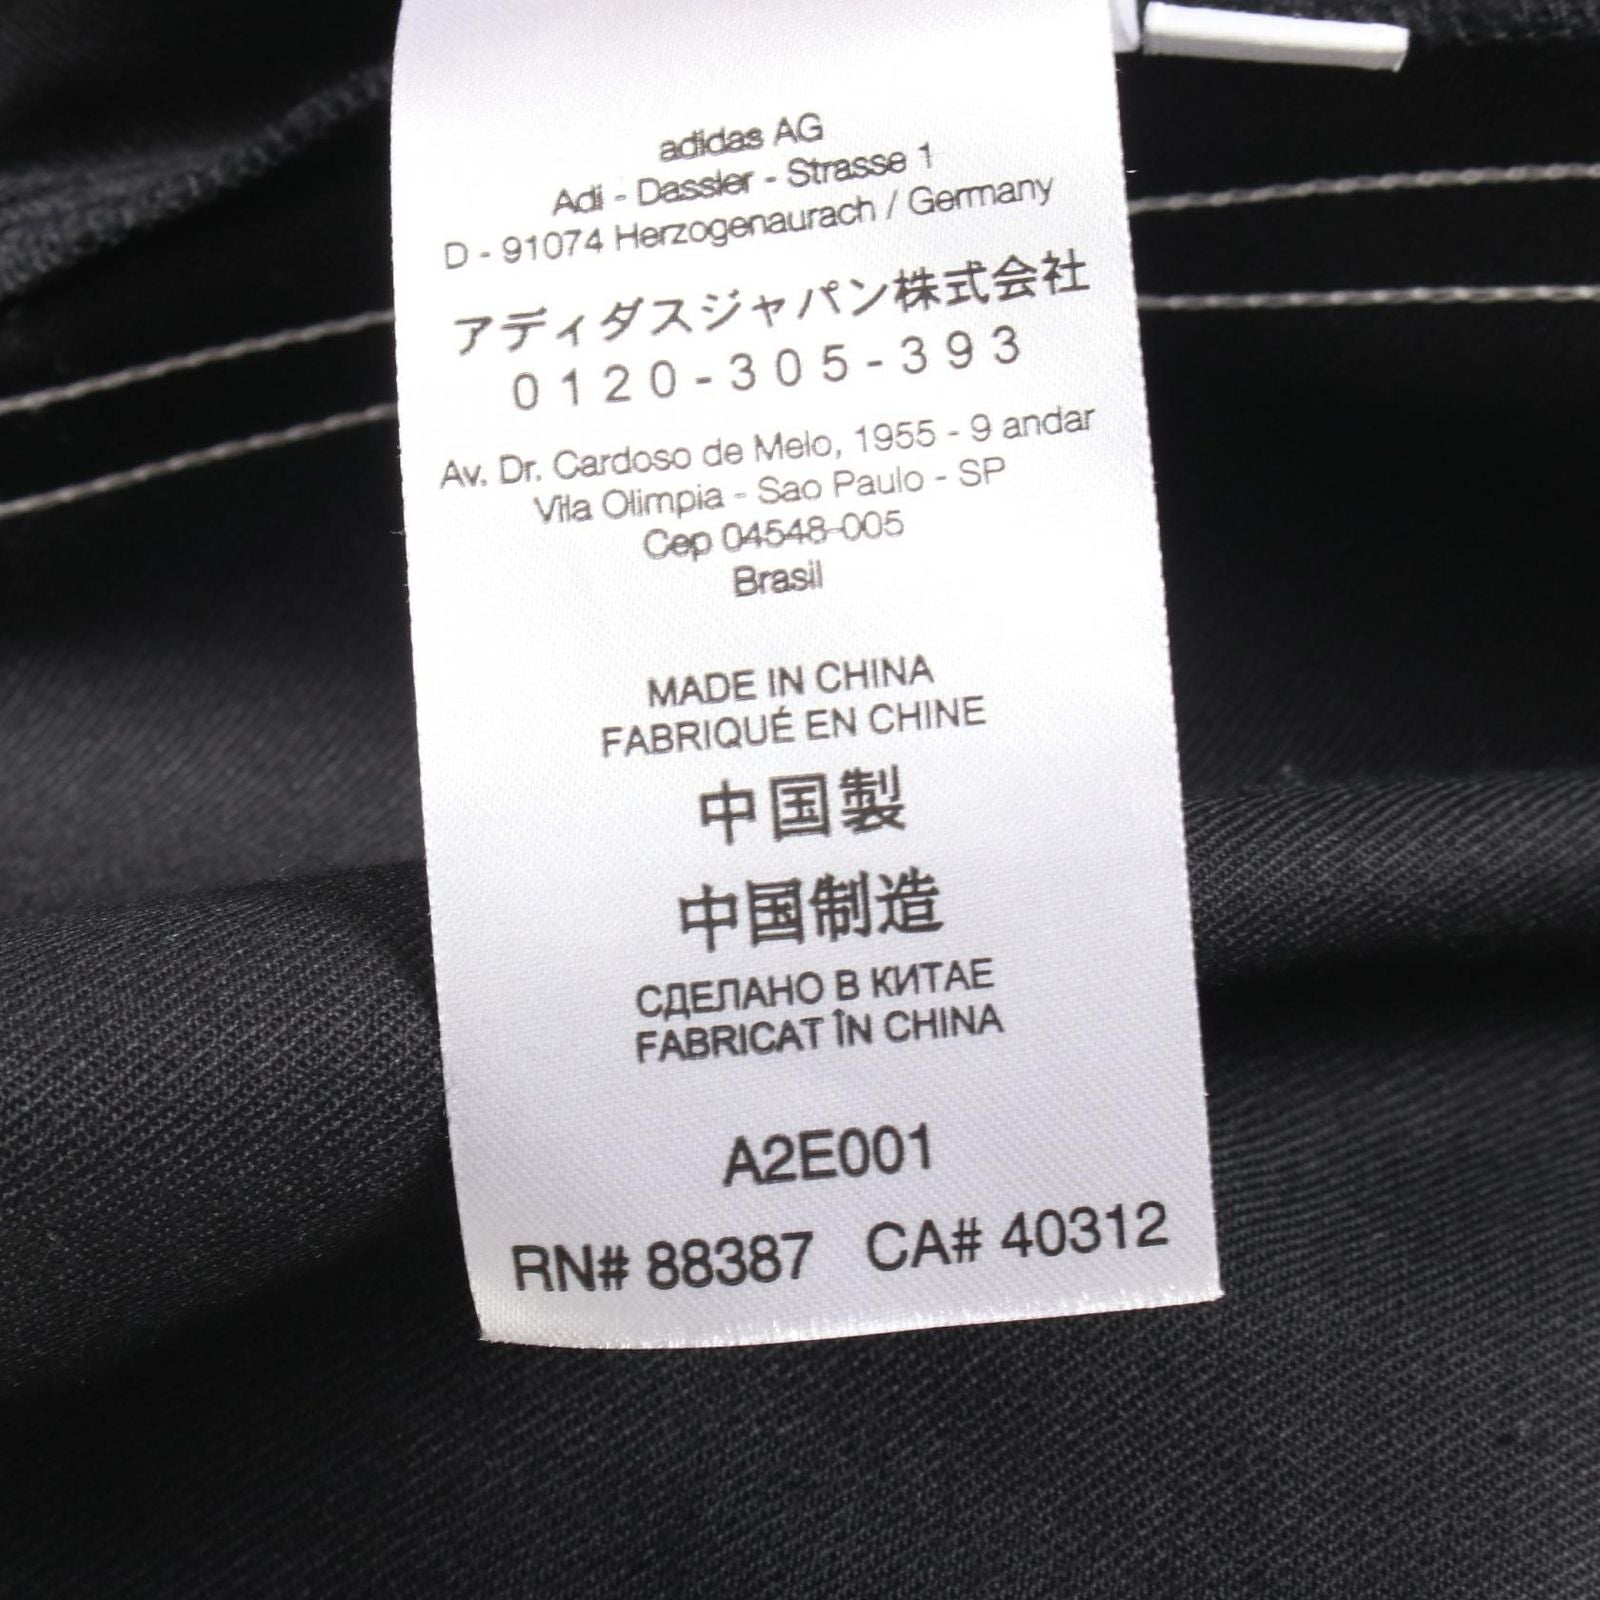 adidas AG
Adi - Dassler - Strasse 1
D - 91074 Herzogenaurach / Germany
アディダスジャパン株式会社
0120-305-393
Av. Dr. Cardoso de Melo, 1955 - 9 andar
Vila Olimpia - Sao Paulo - SP
Cep 04548-005
Brasil
MADE IN CHINA
FABRIQUÉ EN CHINE
中国製
中国制造
СДЕЛАНО В КИТАЕ
FABRICAT ÎN CHINA
A2E001
RN# 88387 CA# 40312